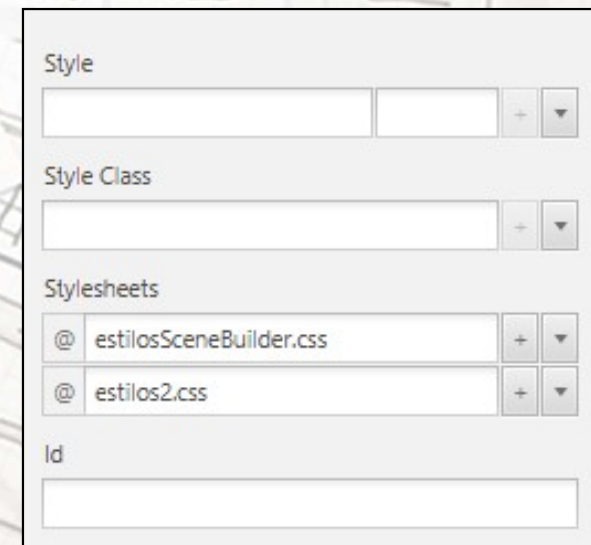 Style
+
Style Class
+
Stylesheets
@ estilosSceneBuilder.css +
@ estilos2.css +
Id